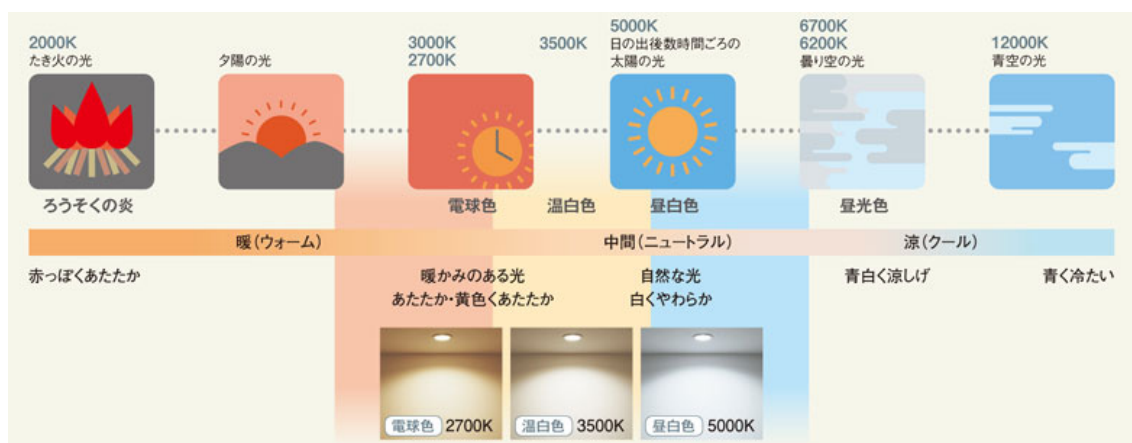 2000K
たき火の光
夕陽の光
3000K
2700K
3500K
5000K
日の出後数時間ごろの
太陽の光
6700K
6200K
曇り空の光
12000K
青空の光
ろうそくの炎
電球色
温白色
昼白色
昼光色
暖(ウォーム)
中間(ニュートラル)
涼(クール)
赤っぽくあたたか
暖かみのある光
あたたか・黄色くあたたか
自然な光
白くやわらか
青白く涼しげ
青く冷たい
電球色 2700K
温白色 3500K
昼白色 5000K